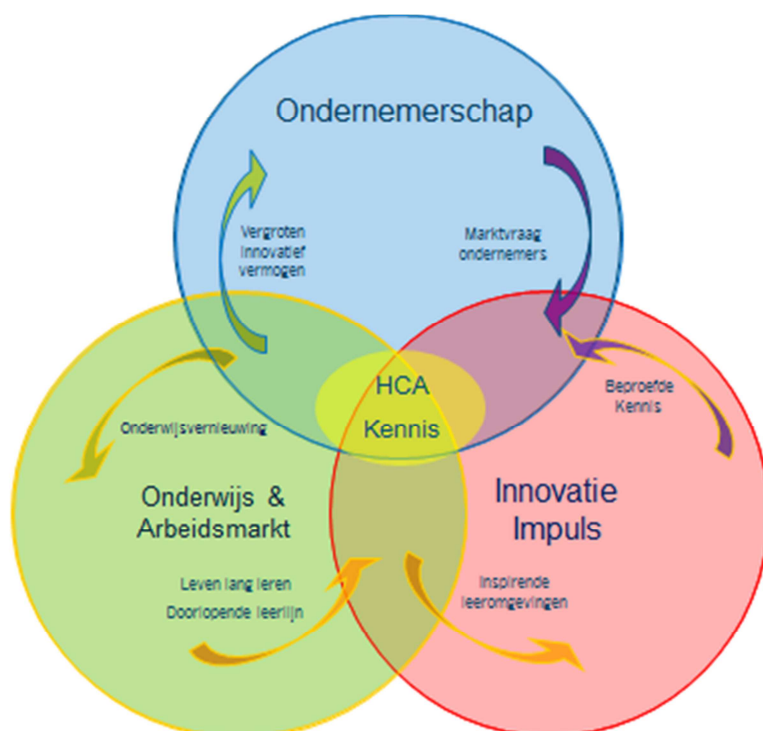 Ondernemerschap
Vergroten
Innovatief
vermogen
Marktvraag
ondernemers
HCA
Kennis
Beproefde
Kennis
Onderwijsvernieuwing
Onderwijs &
Arbeidsmarkt
Innovatie
Impuls
Leven lang leren
Doorlopende leerlijn
Inspirende
leeromgevingen